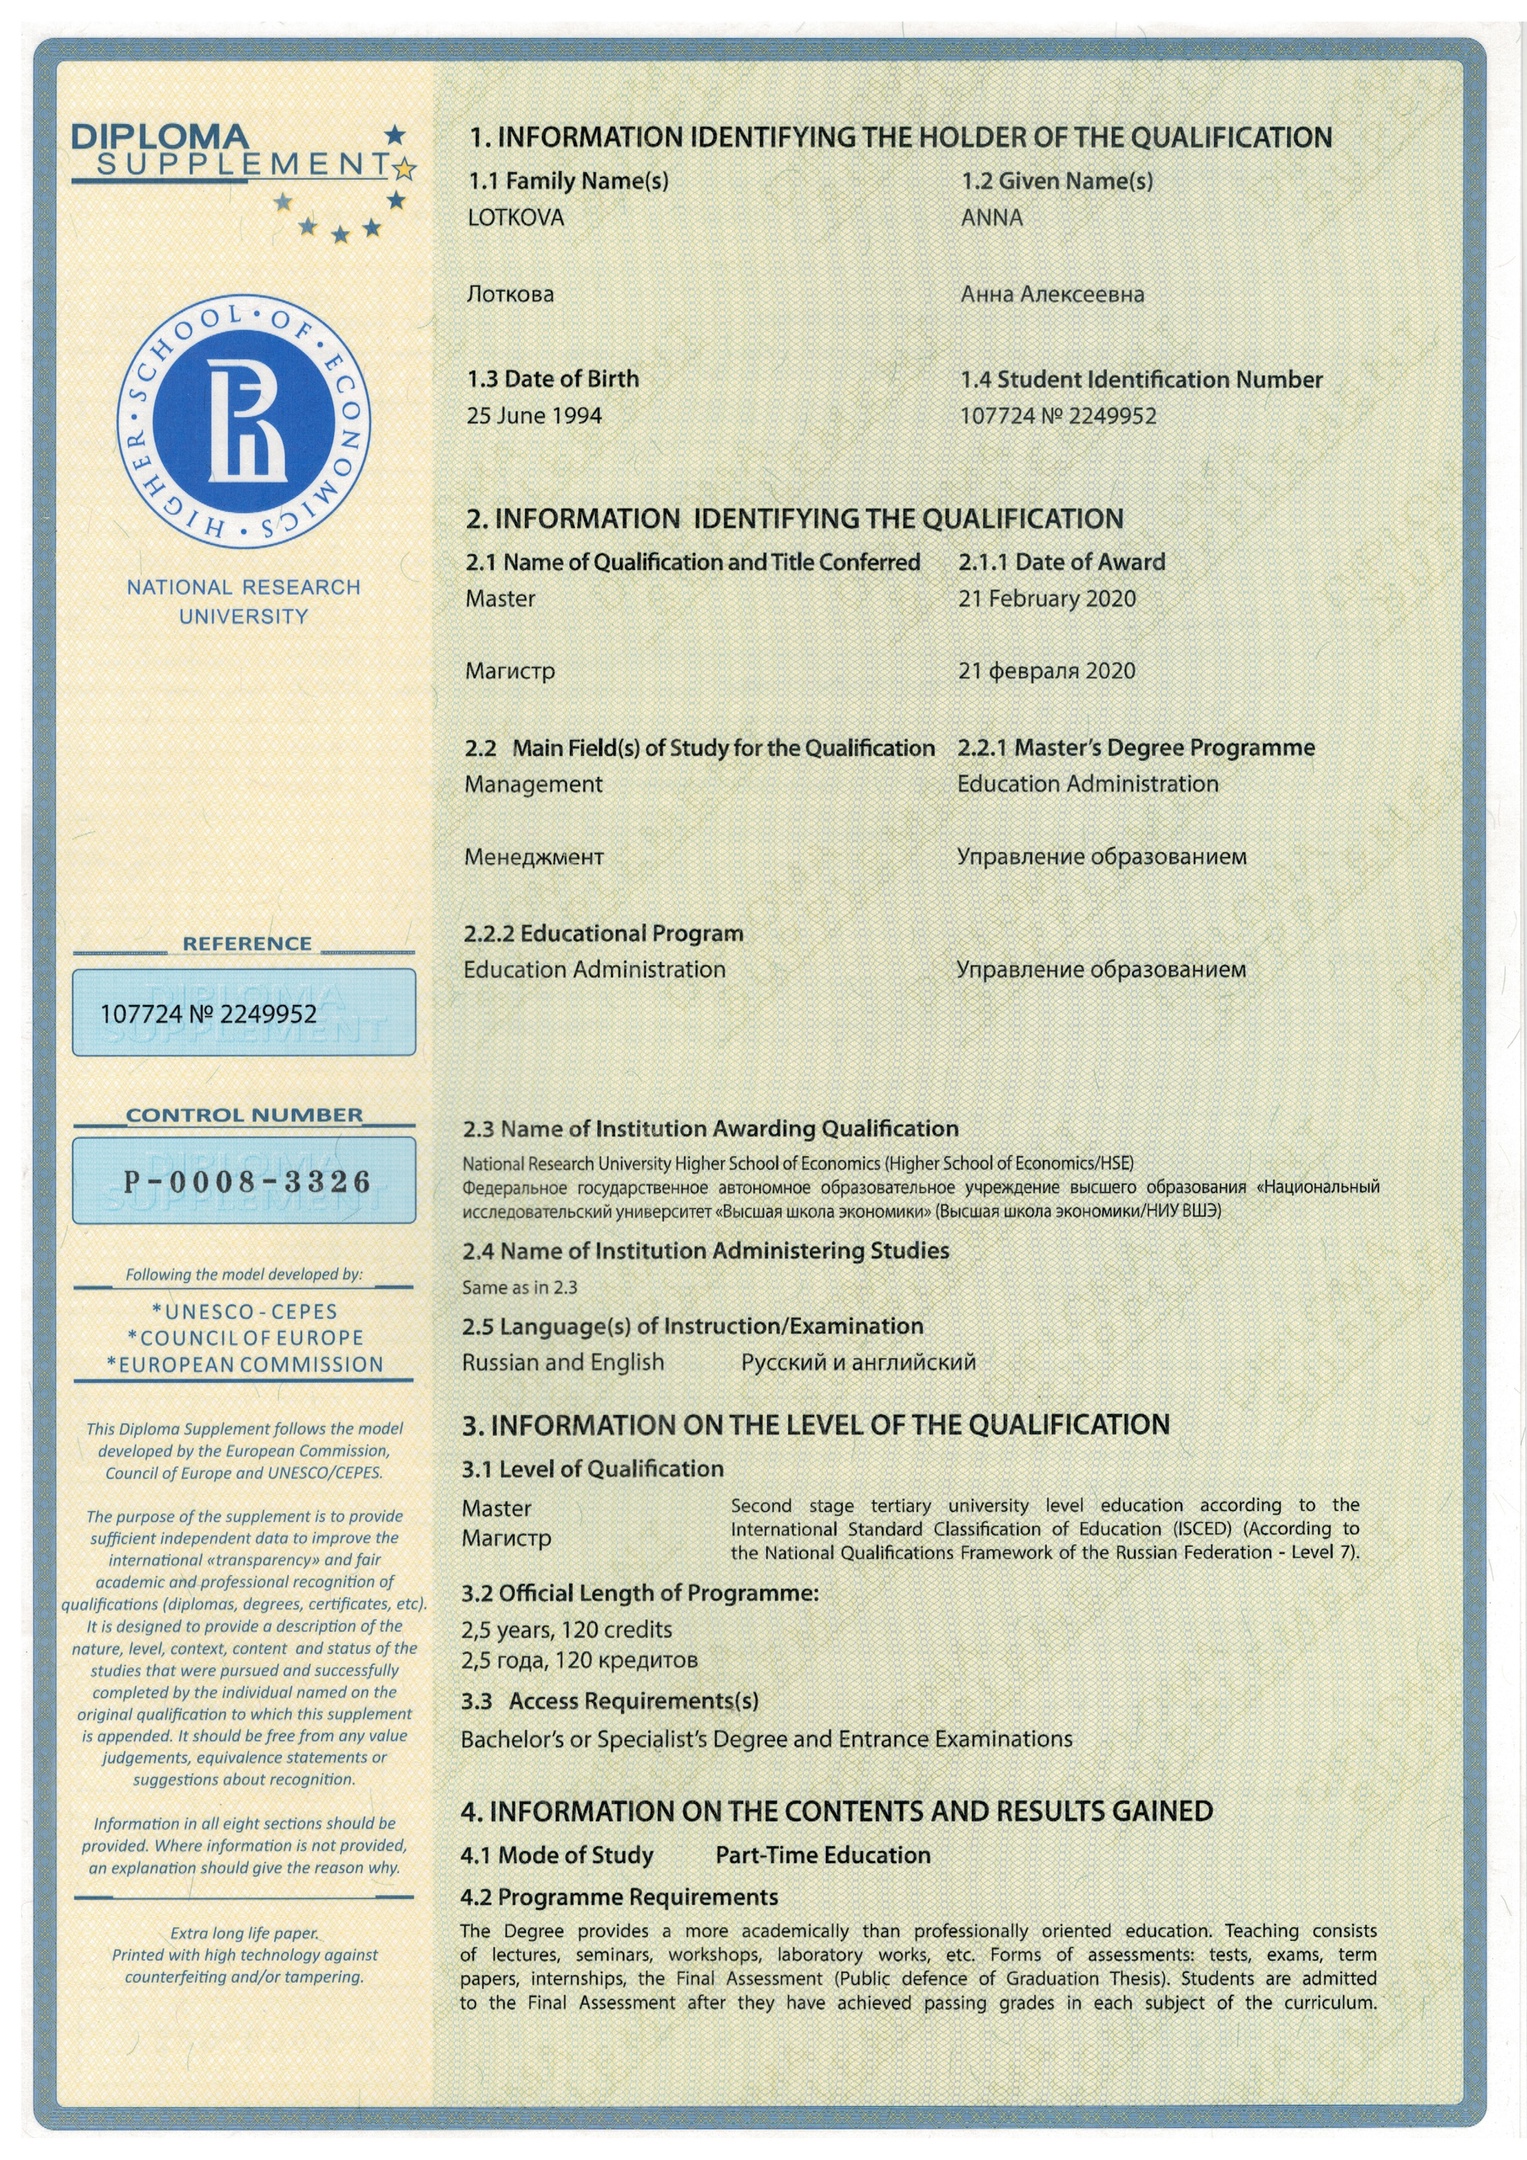 DIPLOMA
SUPPLEMENT
HIGHER • SCHOOL • OF • ECONOMICS •
NATIONAL RESEARCH
UNIVERSITY
REFERENCE
107724 № 2249952
CONTROL NUMBER
P-0008-3326
Following the model developed by:
*UNESCO - CEPES
*COUNCIL OF EUROPE
*EUROPEAN COMMISSION
This Diploma Supplement follows the model
developed by the European Commission,
Council of Europe and UNESCO/CEPES.
The purpose of the supplement is to provide
sufficient independent data to improve the
international «transparency» and fair
academic and professional recognition of
qualifications (diplomas, degrees, certificates, etc).
It is designed to provide a description of the
nature, level, context, content and status of the
studies that were pursued and successfully
completed by the individual named on the
original qualification to which this supplement
is appended. It should be free from any value
judgements, equivalence statements or
suggestions about recognition.
Information in all eight sections should be
provided. Where information is not provided,
an explanation should give the reason why.
Extra long life paper.
Printed with high technology against
counterfeiting and/or tampering.
1. INFORMATION IDENTIFYING THE HOLDER OF THE QUALIFICATION
1.1 Family Name(s) 1.2 Given Name(s)
LOTKOVA ANNA
Лоткова Анна Алексеевна
1.3 Date of Birth 1.4 Student Identification Number
25 June 1994 107724 № 2249952
2. INFORMATION IDENTIFYING THE QUALIFICATION
2.1 Name of Qualification and Title Conferred 2.1.1 Date of Award
Master 21 February 2020
Магистр 21 февраля 2020
2.2 Main Field(s) of Study for the Qualification 2.2.1 Master's Degree Programme
Management Education Administration
Менеджмент Управление образованием
2.2.2 Educational Program
Education Administration Управление образованием
2.3 Name of Institution Awarding Qualification
National Research University Higher School of Economics (Higher School of Economics/HSE)
Федеральное государственное автономное образовательное учреждение высшего образования «Национальный
исследовательский университет «Высшая школа экономики» (Высшая школа экономики/НИУ ВШЭ)
2.4 Name of Institution Administering Studies
Same as in 2.3
2.5 Language(s) of Instruction/Examination
Russian and English Русский и английский
3. INFORMATION ON THE LEVEL OF THE QUALIFICATION
3.1 Level of Qualification
Master
Магистр
Second stage tertiary university level education according to the
International Standard Classification of Education (ISCED) (According to
the National Qualifications Framework of the Russian Federation - Level 7).
3.2 Official Length of Programme:
2,5 years, 120 credits
2,5 года, 120 кредитов
3.3 Access Requirements(s)
Bachelor's or Specialist's Degree and Entrance Examinations
4. INFORMATION ON THE CONTENTS AND RESULTS GAINED
4.1 Mode of Study Part-Time Education
4.2 Programme Requirements
The Degree provides a more academically than professionally oriented education. Teaching consists
of lectures, seminars, workshops, laboratory works, etc. Forms of assessments: tests, exams, term
papers, internships, the Final Assessment (Public defence of Graduation Thesis). Students are admitted
to the Final Assessment after they have achieved passing grades in each subject of the curriculum.